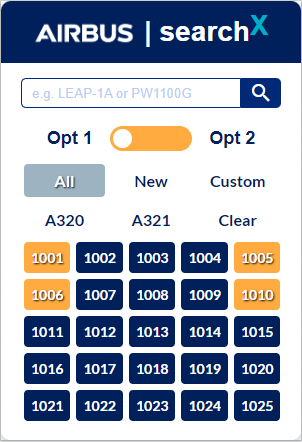 AIRBUS | searchX
e.g. LEAP-1A or PW1100G
Opt 1 Opt 2
All New Custom
A320 A321 Clear
1001 1002 1003 1004 1005
1006 1007 1008 1009 1010
1011 1012 1013 1014 1015
1016 1017 1018 1019 1020
1021 1022 1023 1024 1025